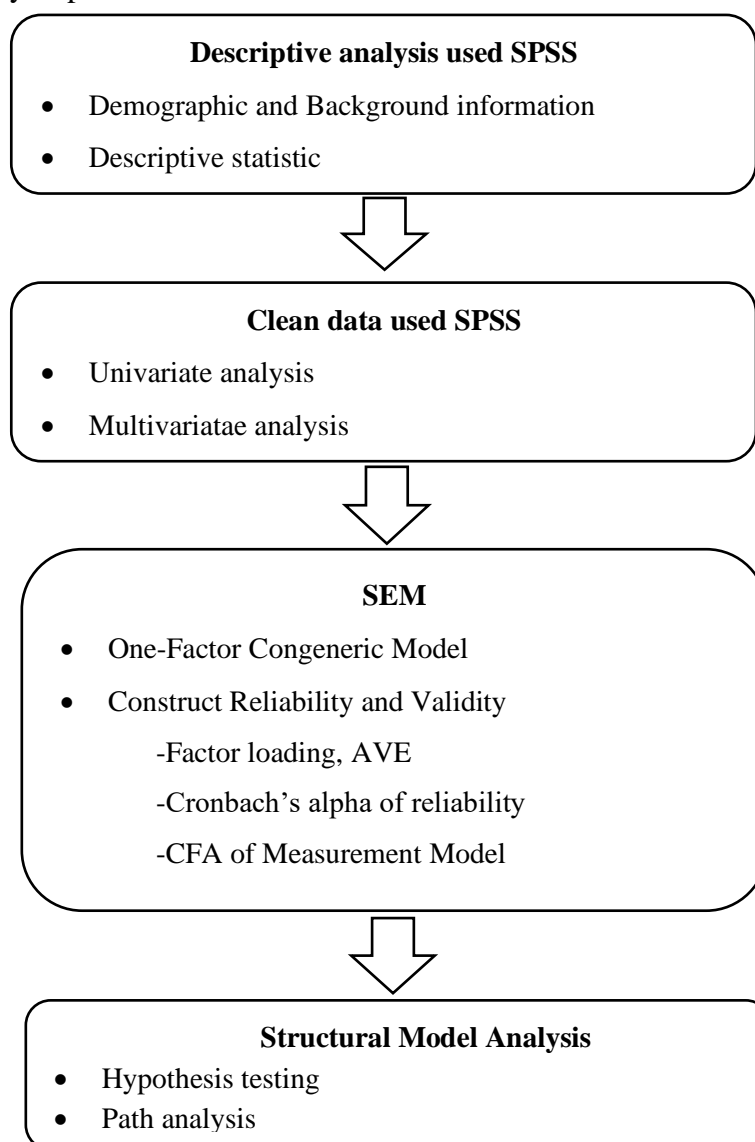 Descriptive analysis used SPSS
• Demographic and Background information
• Descriptive statistic
Clean data used SPSS
• Univariate analysis
• Multivariatae analysis
SEM
• One-Factor Congeneric Model
• Construct Reliability and Validity
-Factor loading, AVE
-Cronbach’s alpha of reliability
-CFA of Measurement Model
Structural Model Analysis
• Hypothesis testing
• Path analysis